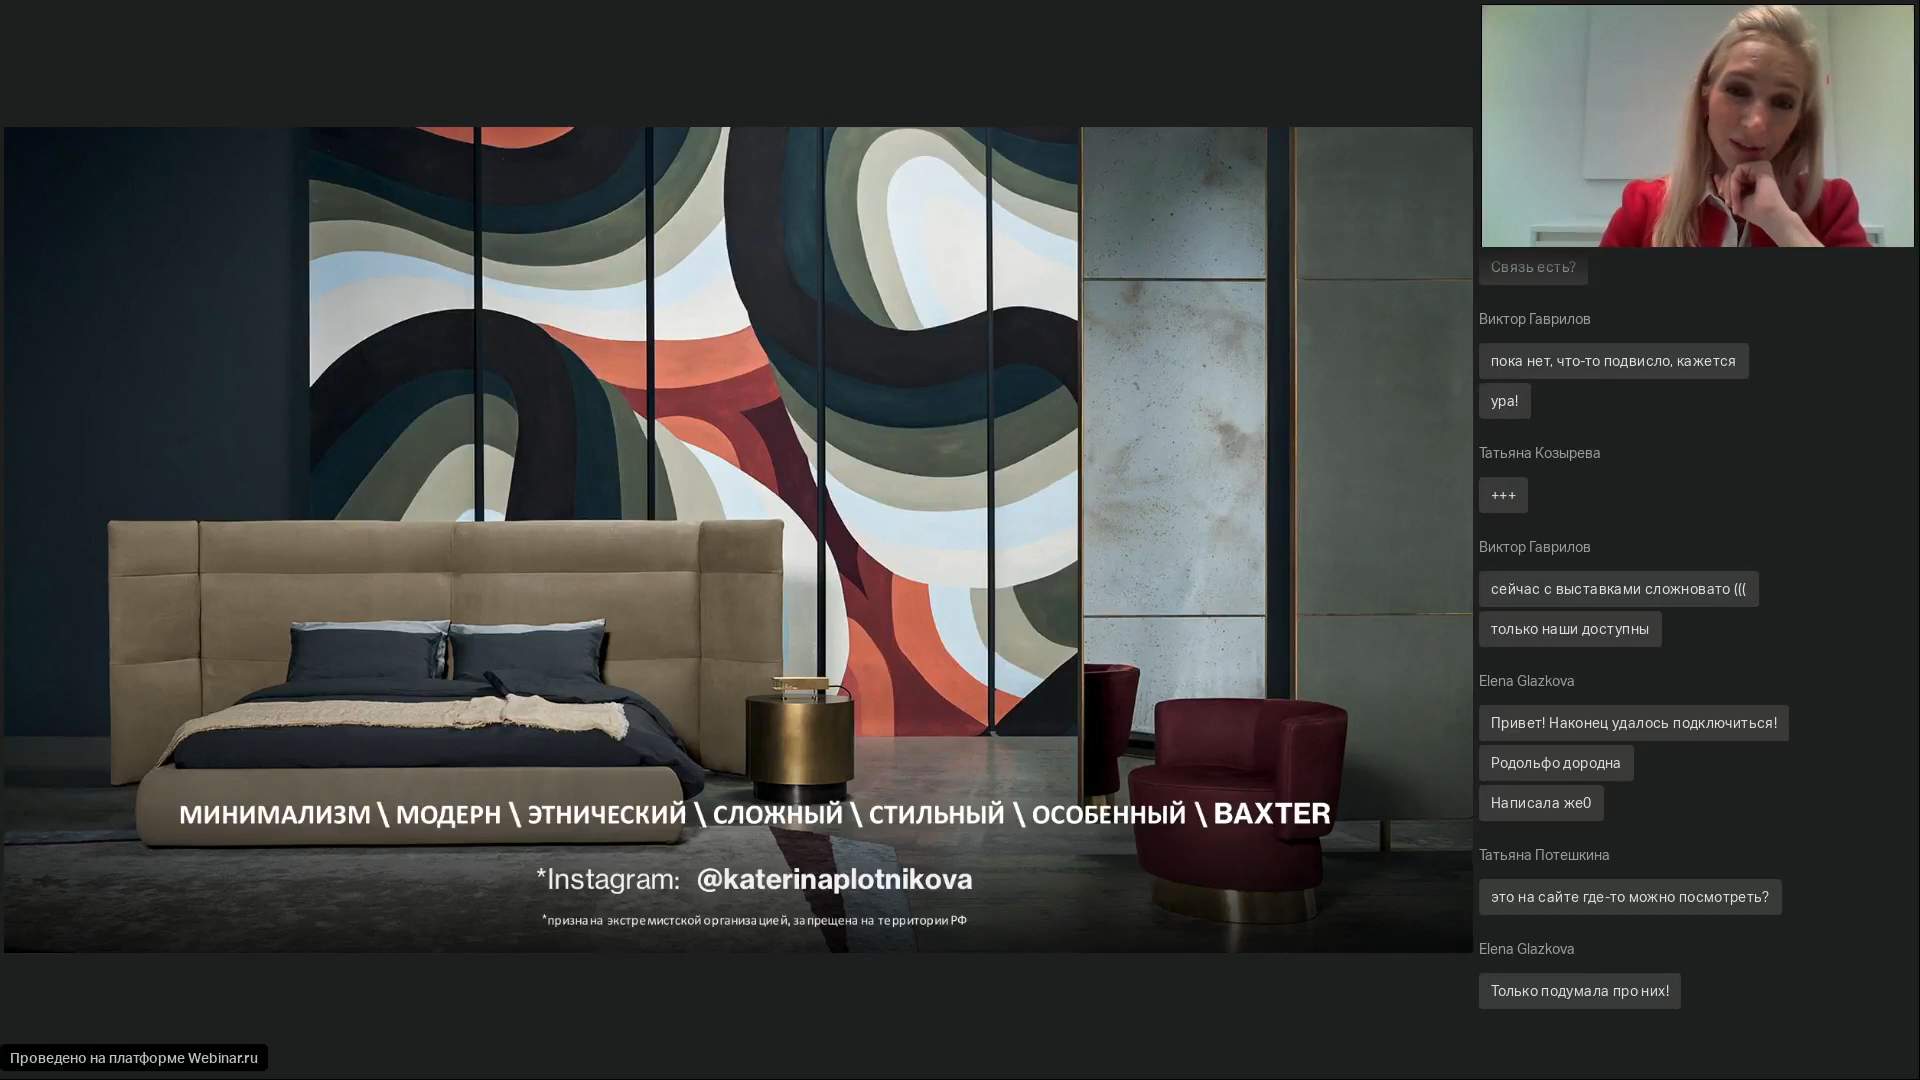 МИНИМАЛИЗМ \ МОДЕРН \ ЭТНИЧЕСКИЙ \ СЛОЖНЫЙ \ СТИЛЬНЫЙ \ ОСОБЕННЫЙ \ BAXTER
*Instagram: @katerinaplotnikova
*признана экстремистской организацией, запрещена на территории РФ
Связь есть?
Виктор Гаврилов
пока нет, что-то подвисло, кажется
ура!
Татьяна Козырева
+++
Виктор Гаврилов
сейчас с выставками сложновато (((
только наши доступны
Elena Glazkova
Привет! Наконец удалось подключиться!
Родольфо дородна
Написала же0
Татьяна Потешкина
это на сайте где-то можно посмотреть?
Elena Glazkova
Только подумала про них!
Проведено на платформе Webinar.ru